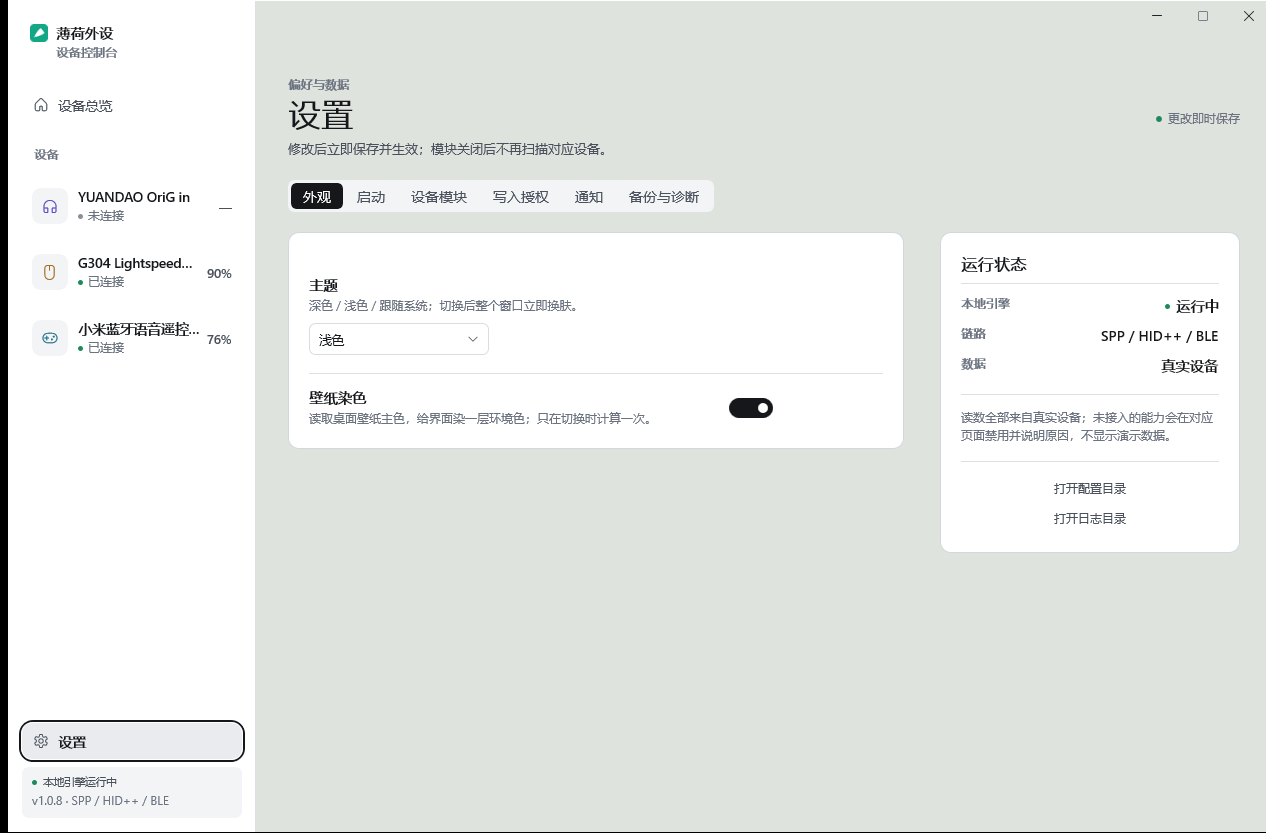 薄荷外设
设备控制台
设备总览
设备
YUANDAO OriG in
未连接
—
G304 Lightspeed...
已连接
90%
小米蓝牙语音遥控...
已连接
76%
设置
本地引擎运行中
v1.0.8 · SPP / HID++ / BLE
偏好与数据
设置
修改后立即保存并生效；模块关闭后不再扫描对应设备。
更改即时保存
外观 启动 设备模块 写入授权 通知 备份与诊断
主题
深色 / 浅色 / 跟随系统；切换后整个窗口立即换肤。
浅色
壁纸染色
读取桌面壁纸主色，给界面染一层环境色；只在切换时计算一次。
运行状态
本地引擎 运行中
链路 SPP / HID++ / BLE
数据 真实设备
读数全部来自真实设备；未接入的能力会在对应
页面禁用并说明原因，不显示演示数据。
打开配置目录
打开日志目录